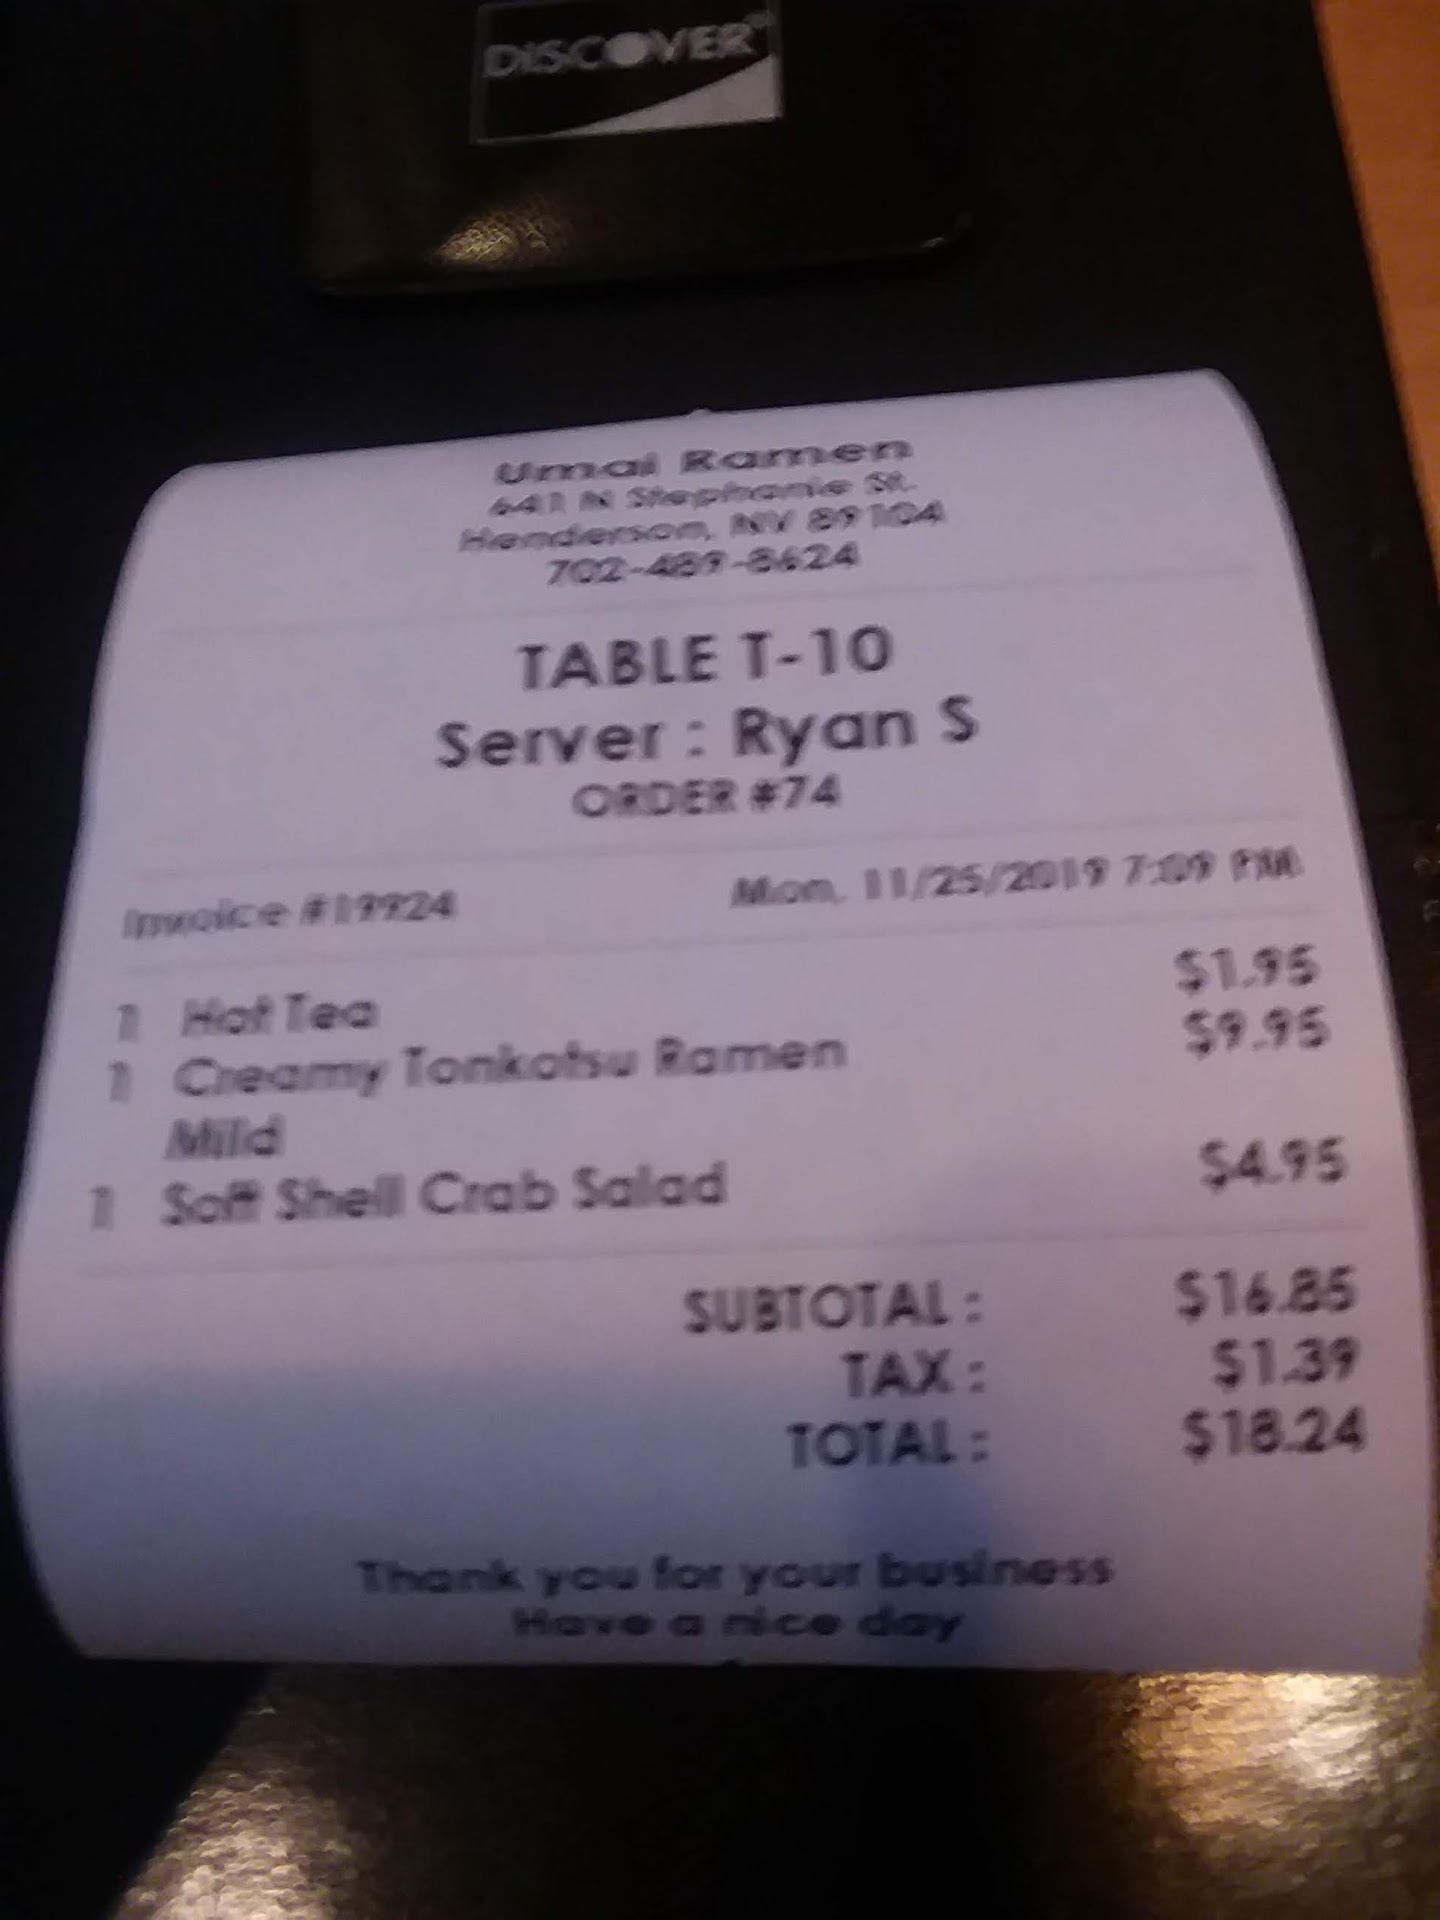 DISCOVER™
Umai Ramen
641 N Stephanie St.
Henderson, NV 89104
702-489-8624
TABLE T-10
Server : Ryan S
ORDER #74
Invoice #19924 Mon, 11/25/2019 7:09 PM
1 Hot Tea $1.95
1 Creamy Tonkotsu Ramen $9.95
Mild
1 Soft Shell Crab Salad $4.95
SUBTOTAL : $16.85
TAX : $1.39
TOTAL : $18.24
Thank you for your business
Have a nice day